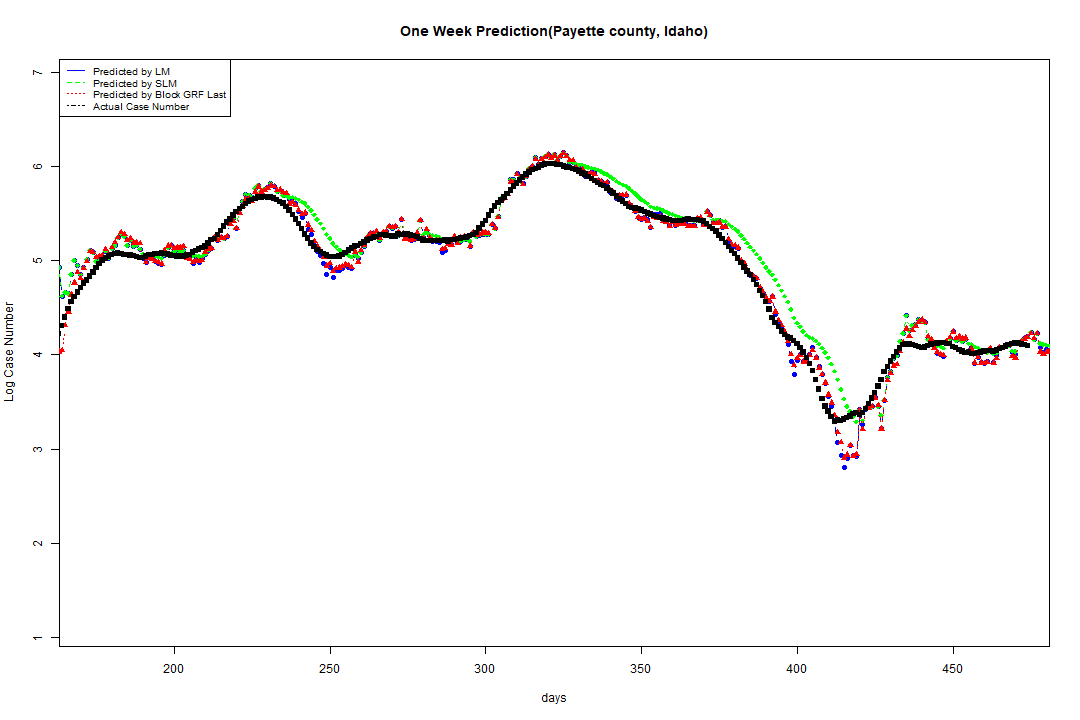 One Week Prediction(Payette county, Idaho)
Predicted by LM
Predicted by SLM
Predicted by Block GRF Last
Actual Case Number
7
6
5
4
3
2
1
Log Case Number
200 250 300 350 400 450
days